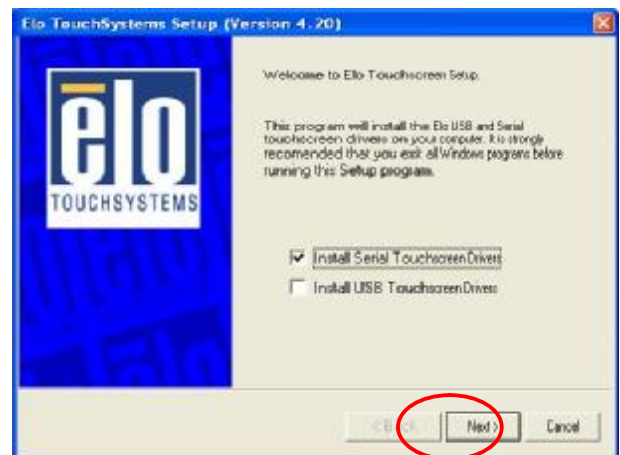 Elo TouchSystems Setup (Version 4.20)
elo
TOUCHSYSTEMS
Welcome to Elo Touchscreen Setup.
This program will install the Elo USB and Serial
touchscreen drivers on your computer. It is strongly
recomended that you exit all Windows programs before
running this Setup program.
Install Serial Touchscreen Drivers
Install USB Touchscreen Drivers
< Back
Next >
Cancel